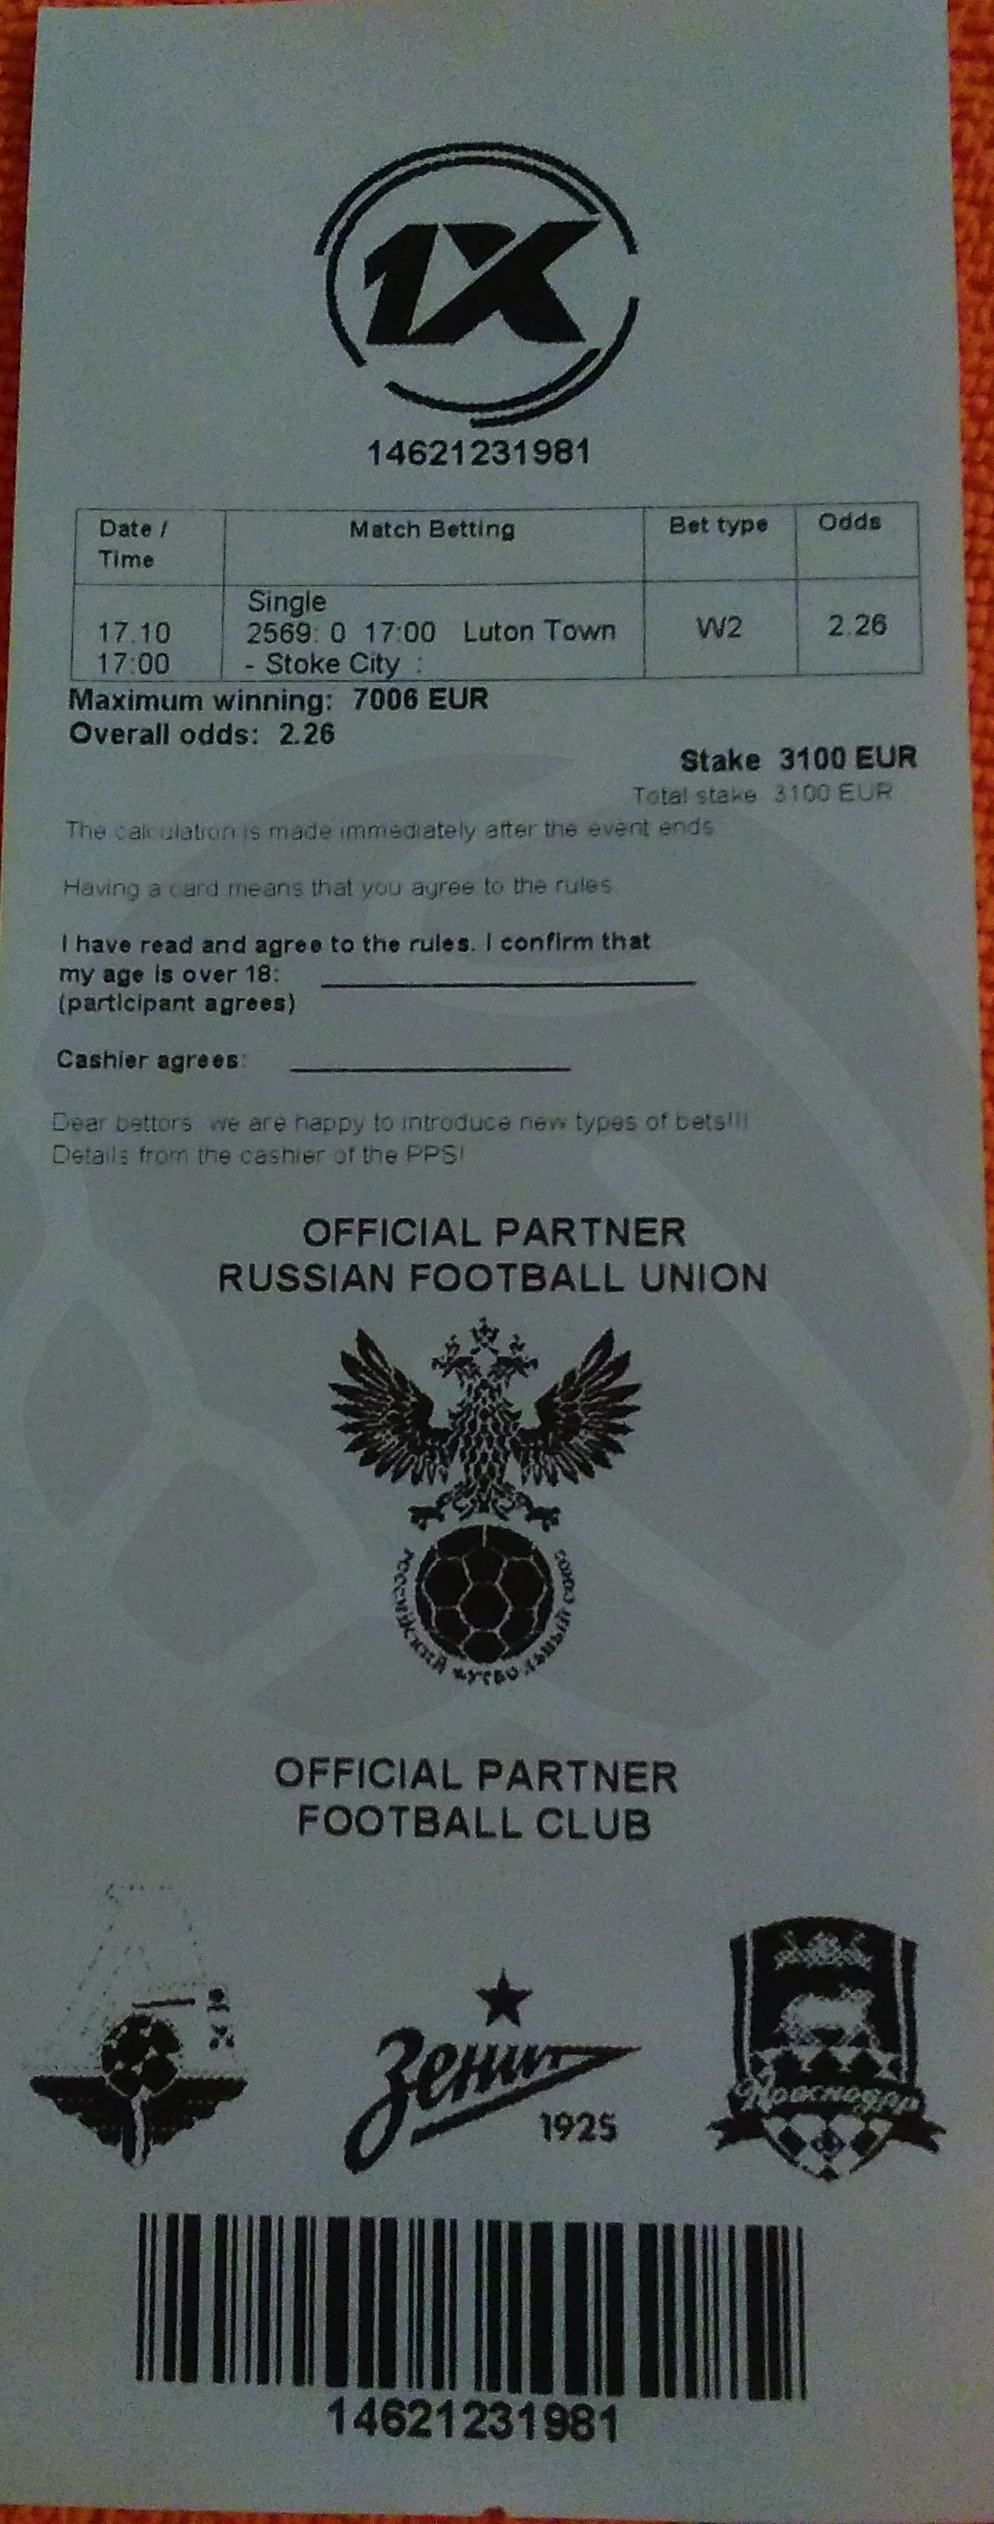 1X
14621231981
Date / Time Match Betting Bet type Odds
Single
17.10 2569: 0 17:00 Luton Town W2 2.26
17:00 - Stoke City :
Maximum winning: 7006 EUR
Overall odds: 2.26
Stake 3100 EUR
Total stake 3100 EUR
The calculation is made immediately after the event ends
Having a card means that you agree to the rules
I have read and agree to the rules. I confirm that
my age is over 18:
(participant agrees)
Cashier agrees:
Dear bettors we are happy to introduce new types of bets!!!
Details from the cashier of the PPS!
OFFICIAL PARTNER
RUSSIAN FOOTBALL UNION
российский футбольный союз
OFFICIAL PARTNER
FOOTBALL CLUB
Зенит
1925
Краснодар
14621231981